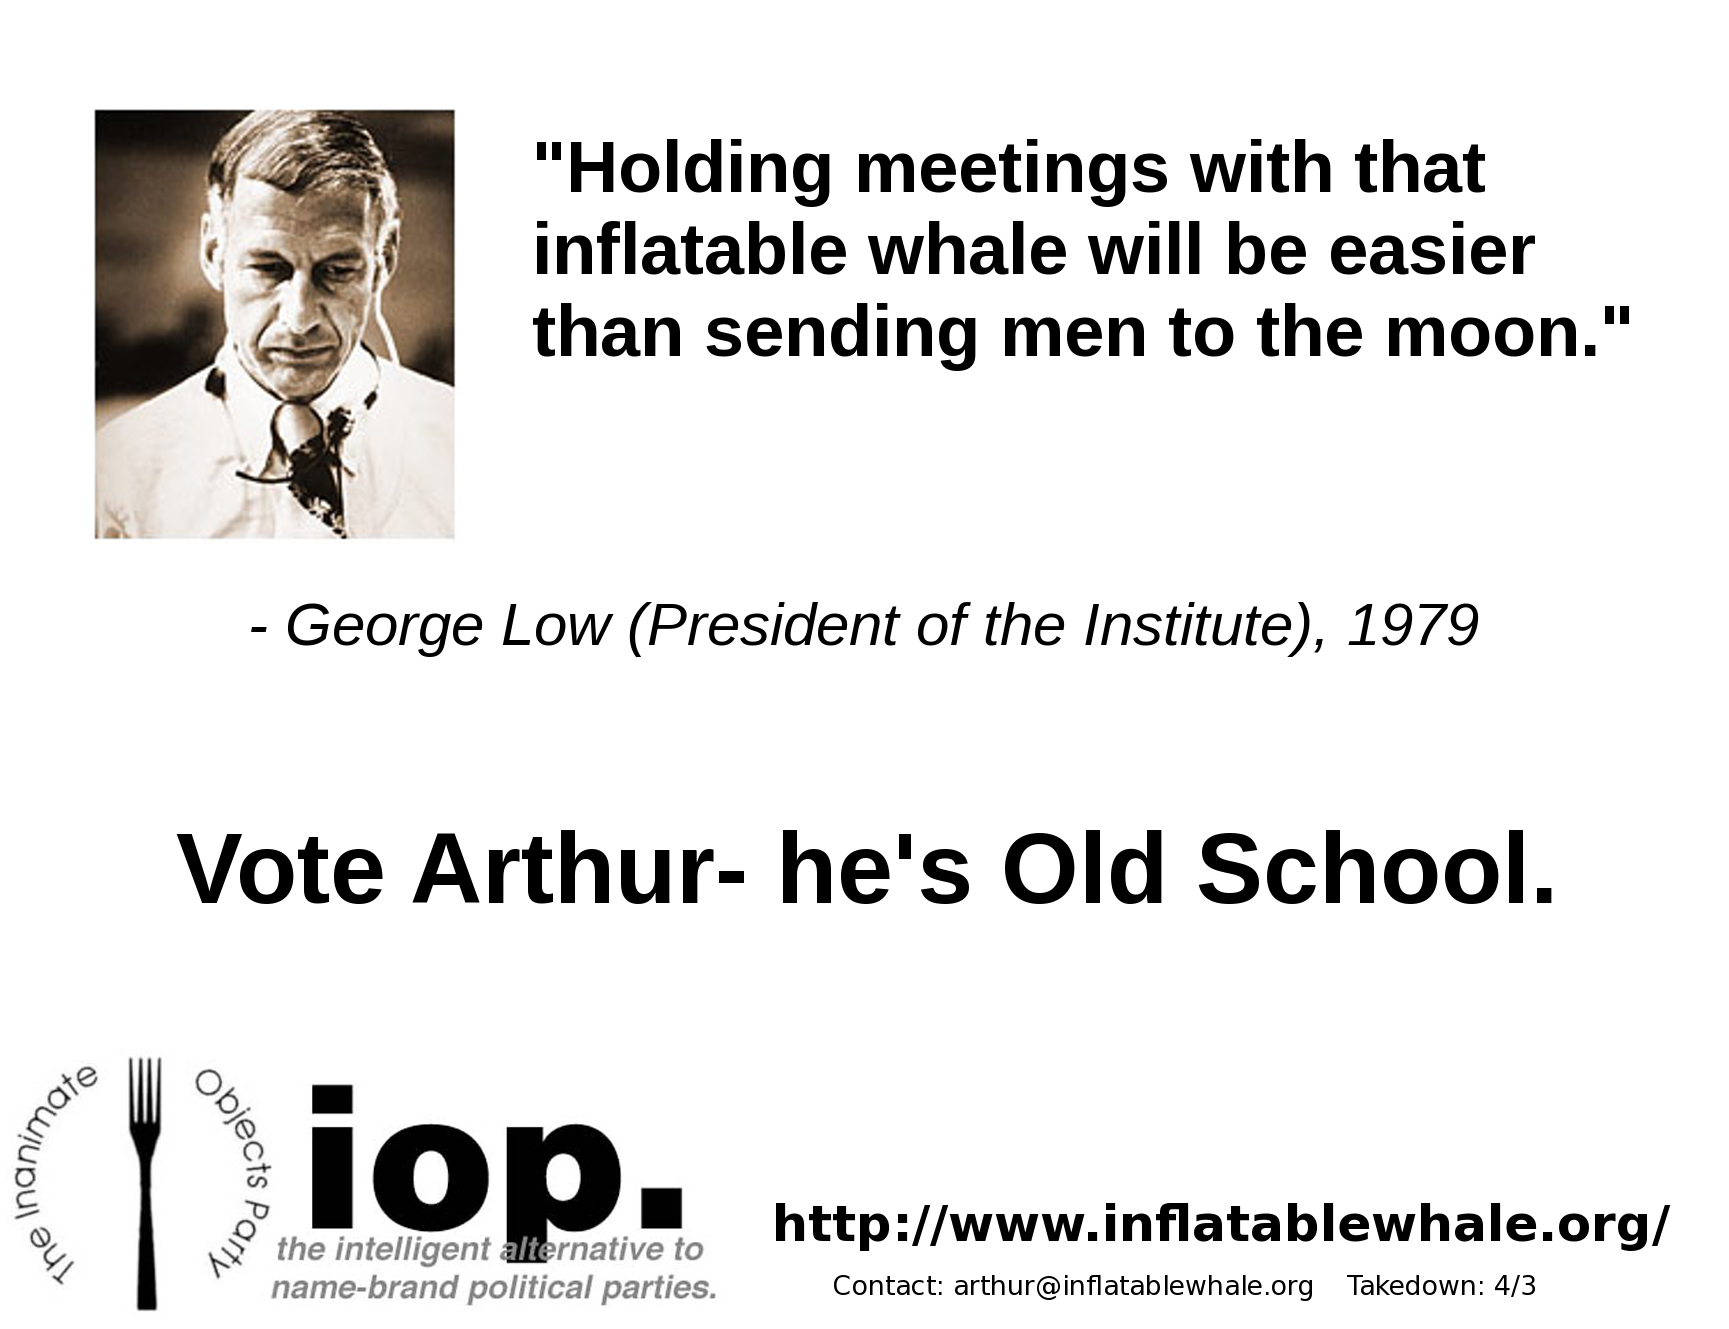 "Holding meetings with that
inflatable whale will be easier
than sending men to the moon."
- George Low (President of the Institute), 1979
Vote Arthur- he's Old School.
The Inanimate Objects Party
iop.
the intelligent alternative to
name-brand political parties.
http://www.inflatablewhale.org/
Contact: arthur@inflatablewhale.org Takedown: 4/3